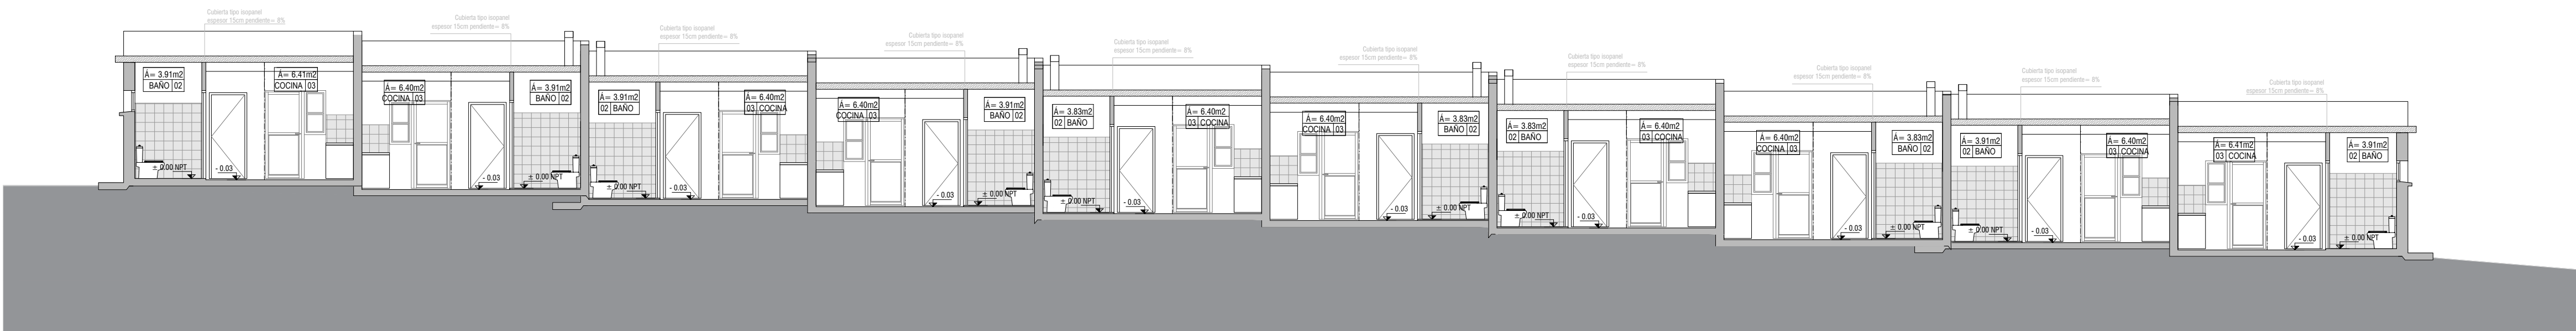 Cubierta tipo isopanel
espesor 15cm pendiente= 8%
A= 3.91m2
BAÑO 02
± 0.00 NPT
- 0.03
A= 6.41m2
COCINA 03
Cubierta tipo isopanel
espesor 15cm pendiente= 8%
A= 6.40m2
COCINA 03
- 0.03
A= 3.91m2
BAÑO 02
± 0.00 NPT
Cubierta tipo isopanel
espesor 15cm pendiente= 8%
A= 3.91m2
02 BAÑO
± 0.00 NPT
- 0.03
A= 6.40m2
03 COCINA
Cubierta tipo isopanel
espesor 15cm pendiente= 8%
A= 6.40m2
COCINA 03
- 0.03
A= 3.91m2
BAÑO 02
± 0.00 NPT
Cubierta tipo isopanel
espesor 15cm pendiente= 8%
A= 3.83m2
02 BAÑO
± 0.00 NPT
- 0.03
A= 6.40m2
03 COCINA
Cubierta tipo isopanel
espesor 15cm pendiente= 8%
A= 6.40m2
COCINA 03
- 0.03
A= 3.83m2
BAÑO 02
± 0.00 NPT
Cubierta tipo isopanel
espesor 15cm pendiente= 8%
A= 3.83m2
02 BAÑO
± 0.00 NPT
- 0.03
A= 6.40m2
03 COCINA
Cubierta tipo isopanel
espesor 15cm pendiente= 8%
A= 6.40m2
COCINA 03
- 0.03
A= 3.83m2
BAÑO 02
± 0.00 NPT
Cubierta tipo isopanel
espesor 15cm pendiente= 8%
A= 3.91m2
02 BAÑO
± 0.00 NPT
- 0.03
A= 6.40m2
03 COCINA
Cubierta tipo isopanel
espesor 15cm pendiente= 8%
A= 6.41m2
03 COCINA
- 0.03
A= 3.91m2
02 BAÑO
± 0.00 NPT